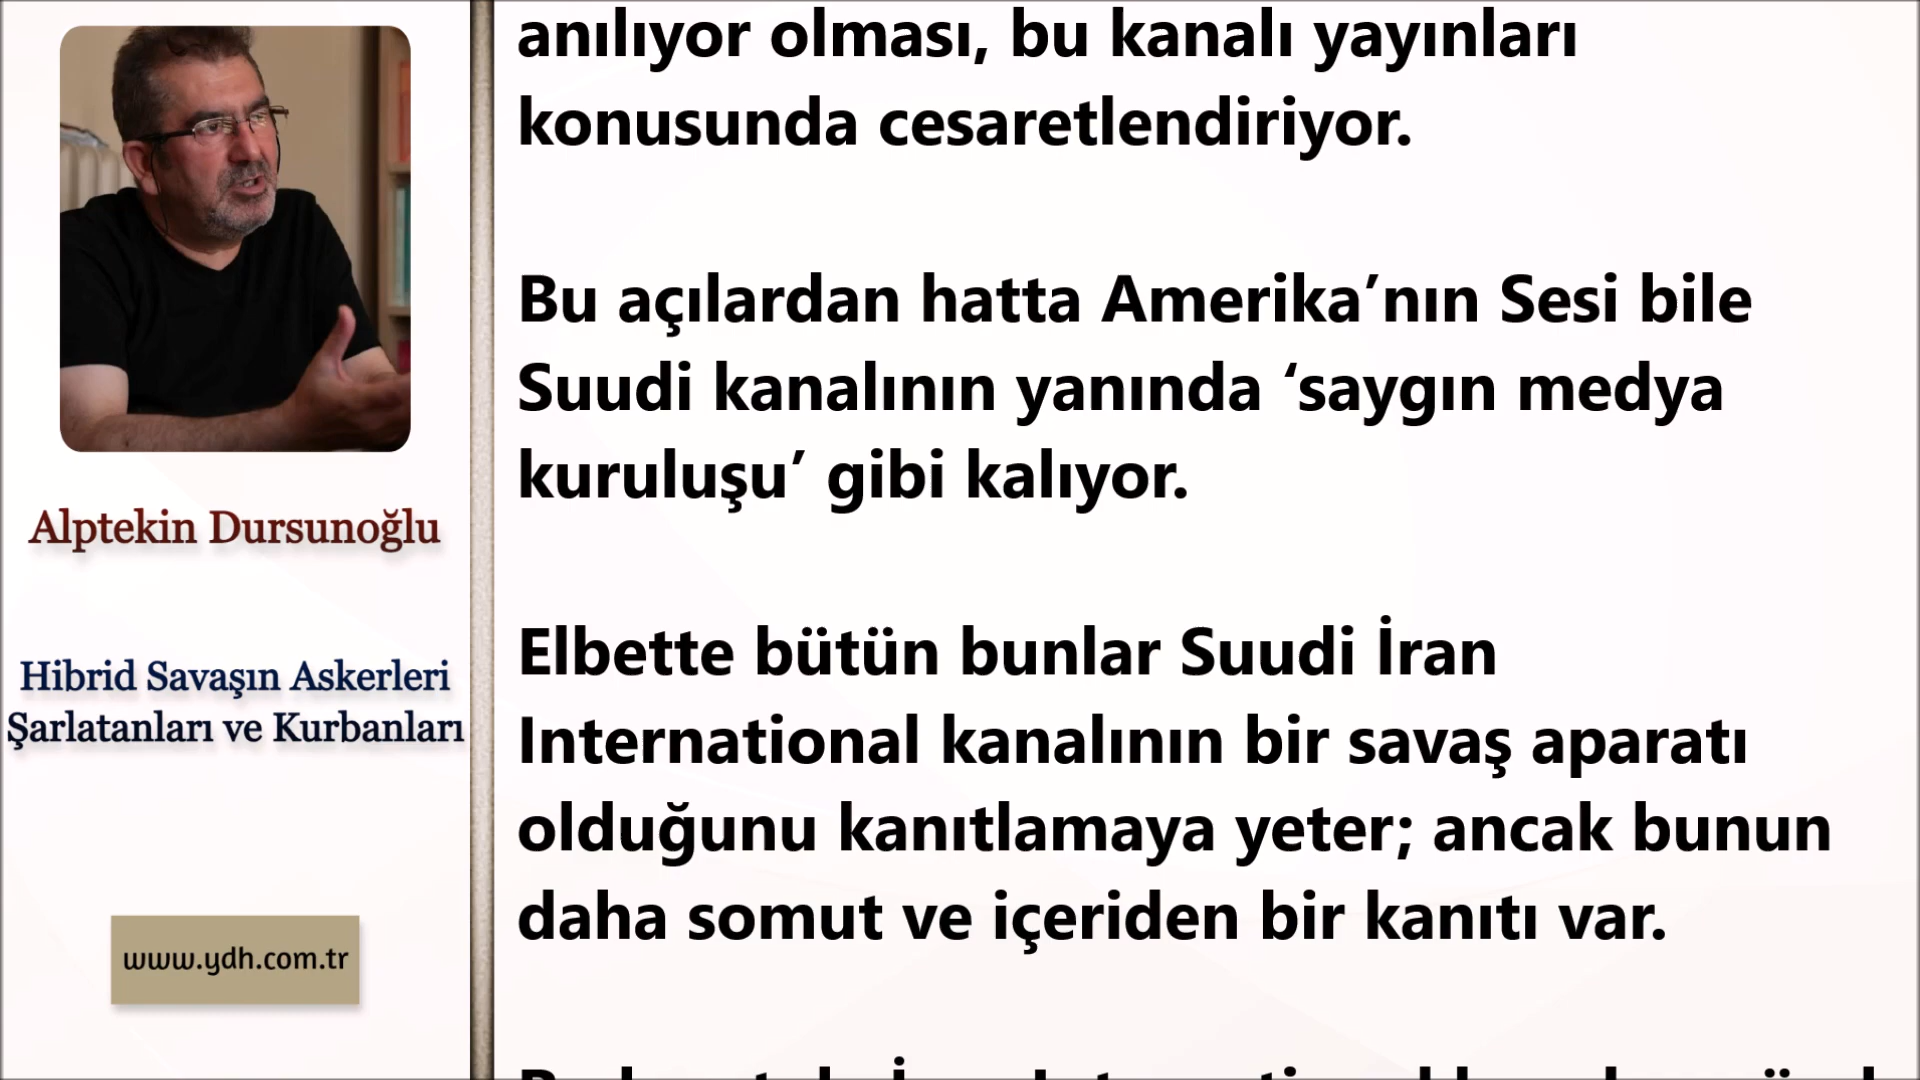 Alptekin Dursunoğlu
Hibrid Savaşın Askerleri
Şarlatanları ve Kurbanları
www.ydh.com.tr
anılıyor olması, bu kanalı yayınları
konusunda cesaretlendiriyor.
Bu açılardan hatta Amerika’nın Sesi bile
Suudi kanalının yanında ‘saygın medya
kuruluşu’ gibi kalıyor.
Elbette bütün bunlar Suudi İran
International kanalının bir savaş aparatı
olduğunu kanıtlamaya yeter; ancak bunun
daha somut ve içeriden bir kanıtı var.